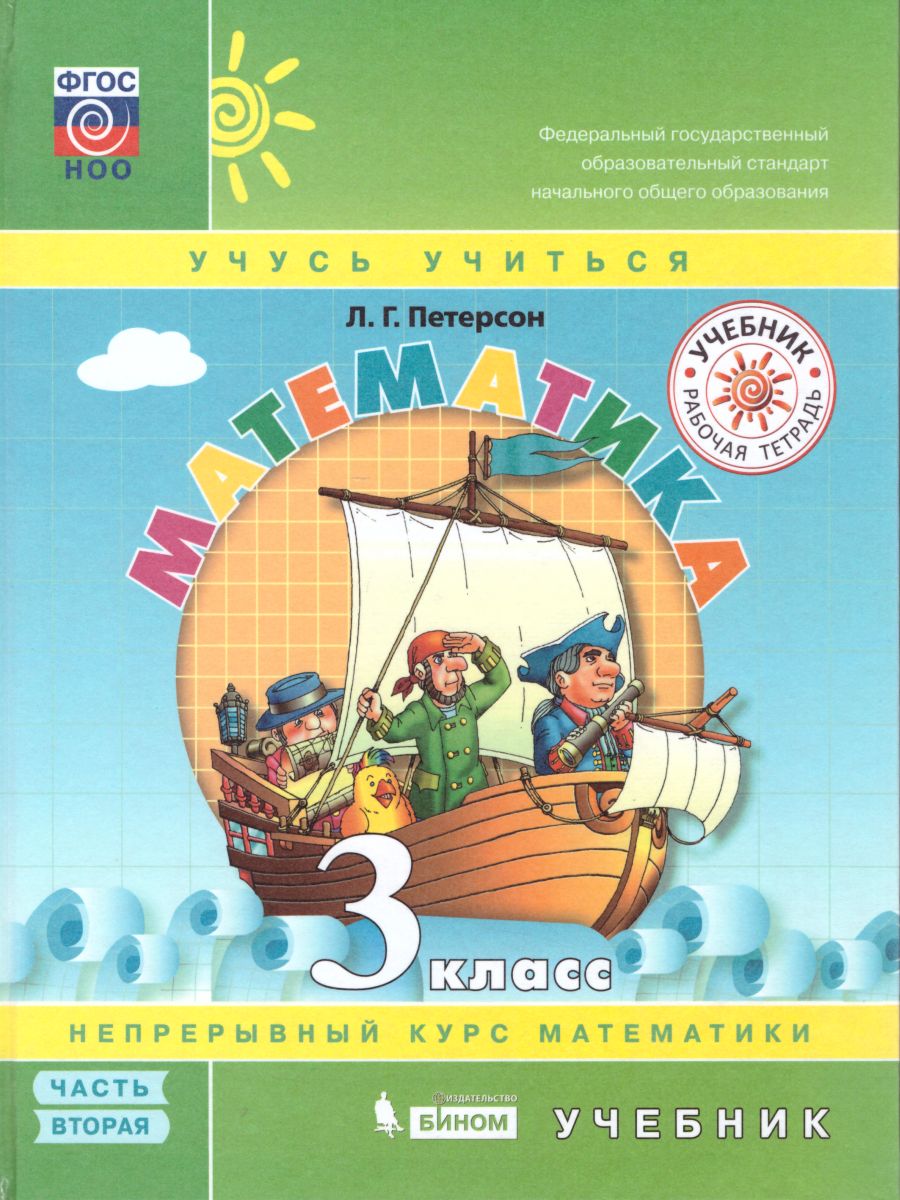 ФГОС
НОО
Федеральный государственный
образовательный стандарт
начального общего образования
УЧУСЬ УЧИТЬСЯ
Л. Г. Петерсон
МАТЕМАТИКА
УЧЕБНИК
РАБОЧАЯ ТЕТРАДЬ
3 класс
НЕПРЕРЫВНЫЙ КУРС МАТЕМАТИКИ
ЧАСТЬ
ВТОРАЯ
ИЗДАТЕЛЬСТВО
БИНОМ
УЧЕБНИК